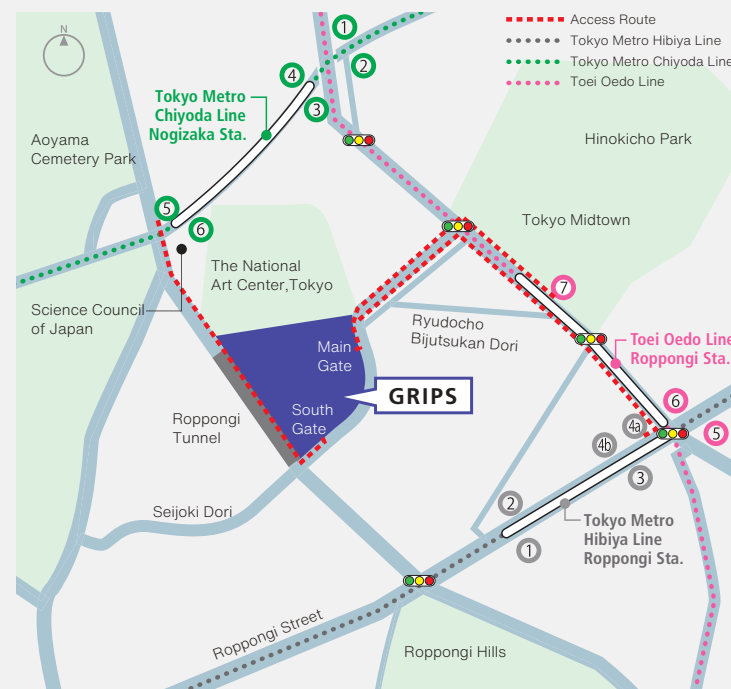 N
Access Route
Tokyo Metro Hibiya Line
Tokyo Metro Chiyoda Line
Toei Oedo Line
1
2
4
3
Tokyo Metro
Chiyoda Line
Nogizaka Sta.
Aoyama
Cemetery Park
Hinokicho Park
5
6
Tokyo Midtown
The National
Art Center,Tokyo
Science Council
of Japan
7
Ryudocho
Bijutsukan Dori
Toei Oedo Line
Roppongi Sta.
Main
Gate
GRIPS
South
Gate
Roppongi
Tunnel
6
5
4a
4b
3
2
1
Seijoki Dori
Tokyo Metro
Hibiya Line
Roppongi Sta.
Roppongi Street
Roppongi Hills